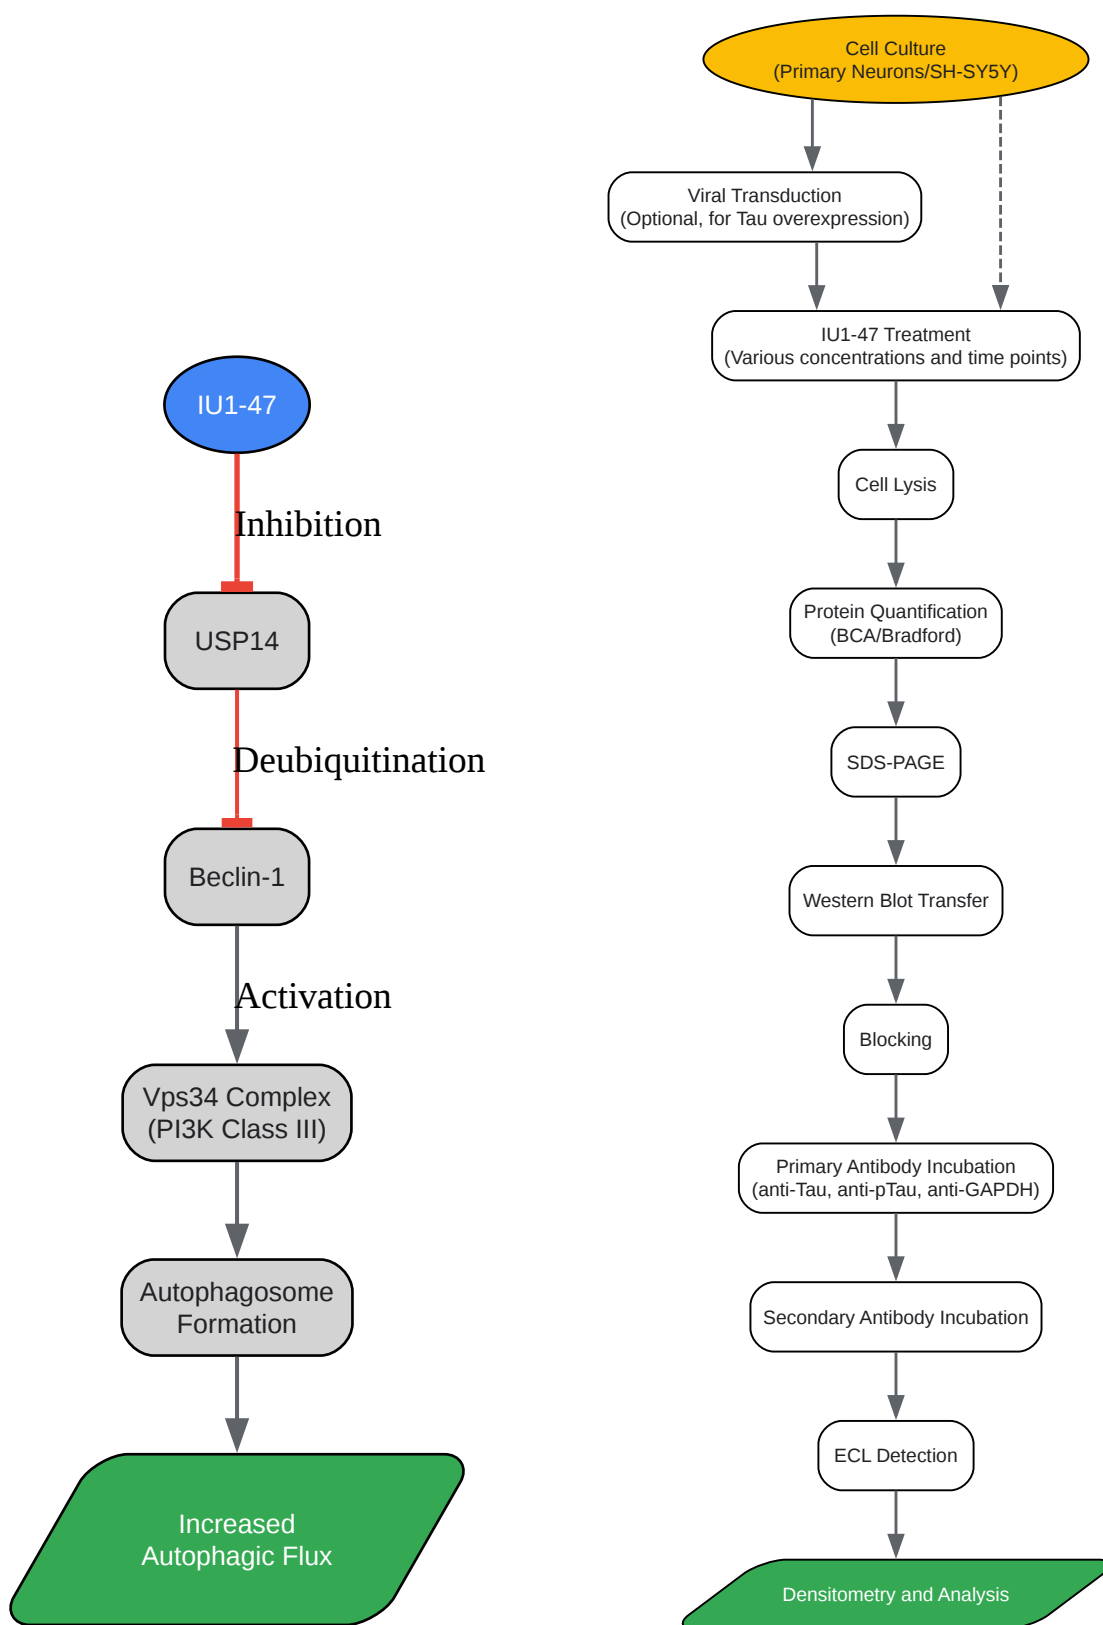 IU1-47
Inhibition
USP14
Deubiquitination
Beclin-1
Activation
Vps34 Complex
(PI3K Class III)
Autophagosome
Formation
Increased
Autophagic Flux
Cell Culture
(Primary Neurons/SH-SY5Y)
Viral Transduction
(Optional, for Tau overexpression)
IU1-47 Treatment
(Various concentrations and time points)
Cell Lysis
Protein Quantification
(BCA/Bradford)
SDS-PAGE
Western Blot Transfer
Blocking
Primary Antibody Incubation
(anti-Tau, anti-pTau, anti-GAPDH)
Secondary Antibody Incubation
ECL Detection
Densitometry and Analysis